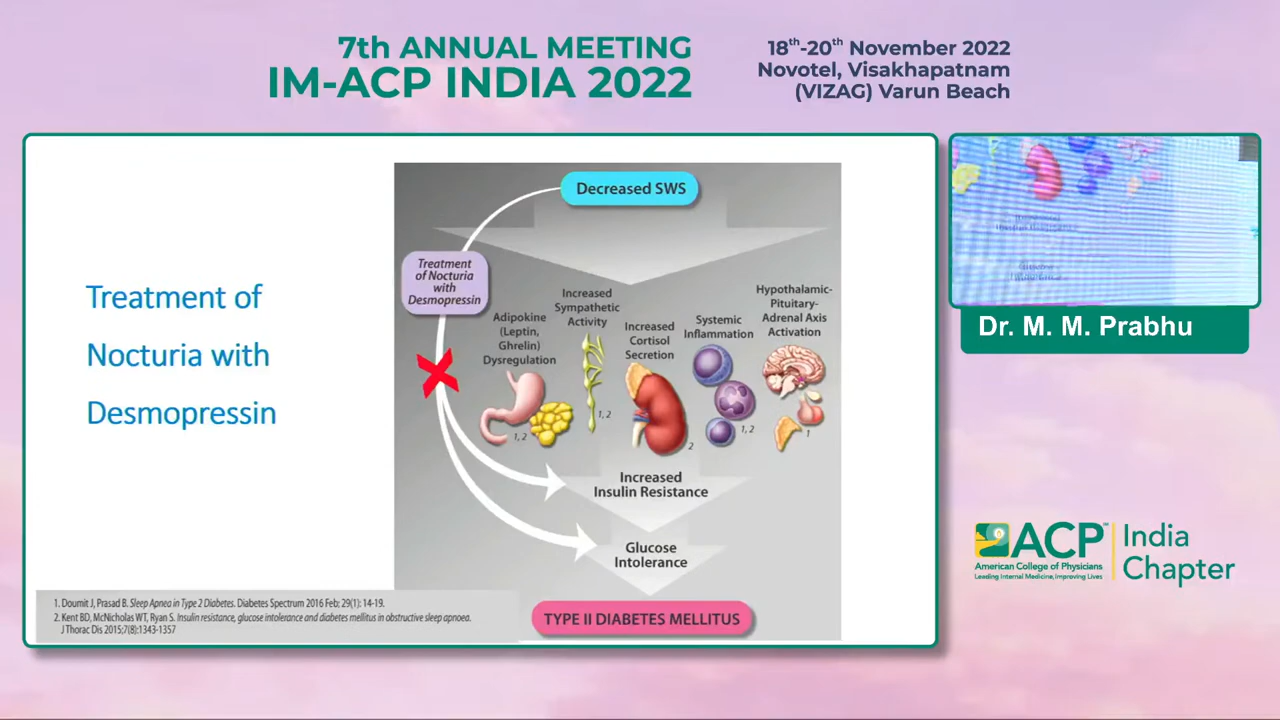 7th ANNUAL MEETING
IM-ACP INDIA 2022
18th-20th November 2022
Novotel, Visakhapatnam
(VIZAG) Varun Beach
Treatment of
Nocturia with
Desmopressin
Decreased SWS
Treatment
of Nocturia
with
Desmopressin
Adipokine
(Leptin,
Ghrelin)
Dysregulation
1, 2
Increased
Sympathetic
Activity
1, 2
Increased
Cortisol
Secretion
2
Systemic
Inflammation
1, 2
Hypothalamic-
Pituitary-
Adrenal Axis
Activation
1
Increased
Insulin Resistance
Glucose
Intolerance
TYPE II DIABETES MELLITUS
1. Doumit J, Prasad B. Sleep Apnea in Type 2 Diabetes. Diabetes Spectrum 2016 Feb; 29(1): 14-19.
2. Kent BD, McNicholas WT, Ryan S. Insulin resistance, glucose intolerance and diabetes mellitus in obstructive sleep apnoea.
J Thorac Dis 2015;7(8):1343-1357
Dr. M. M. Prabhu
ACP™
American College of Physicians
Leading Internal Medicine, Improving Lives
India
Chapter